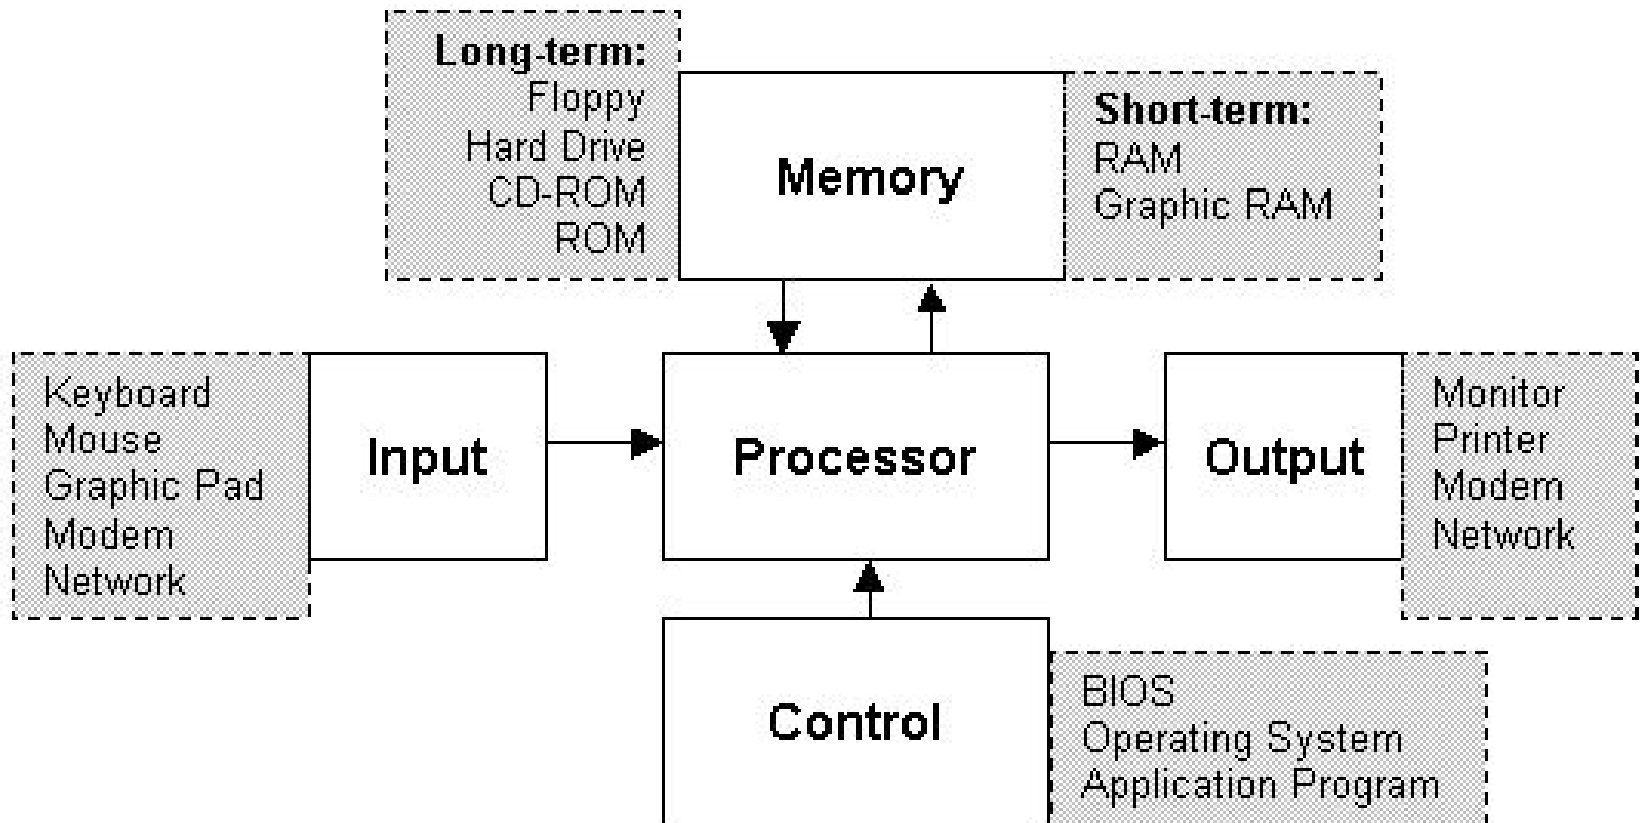 Long-term:
Floppy
Hard Drive
CD-ROM
ROM
Memory
Short-term:
RAM
Graphic RAM
Keyboard
Mouse
Graphic Pad
Modem
Network
Input
Processor
Output
Monitor
Printer
Modem
Network
Control
BIOS
Operating System
Application Program